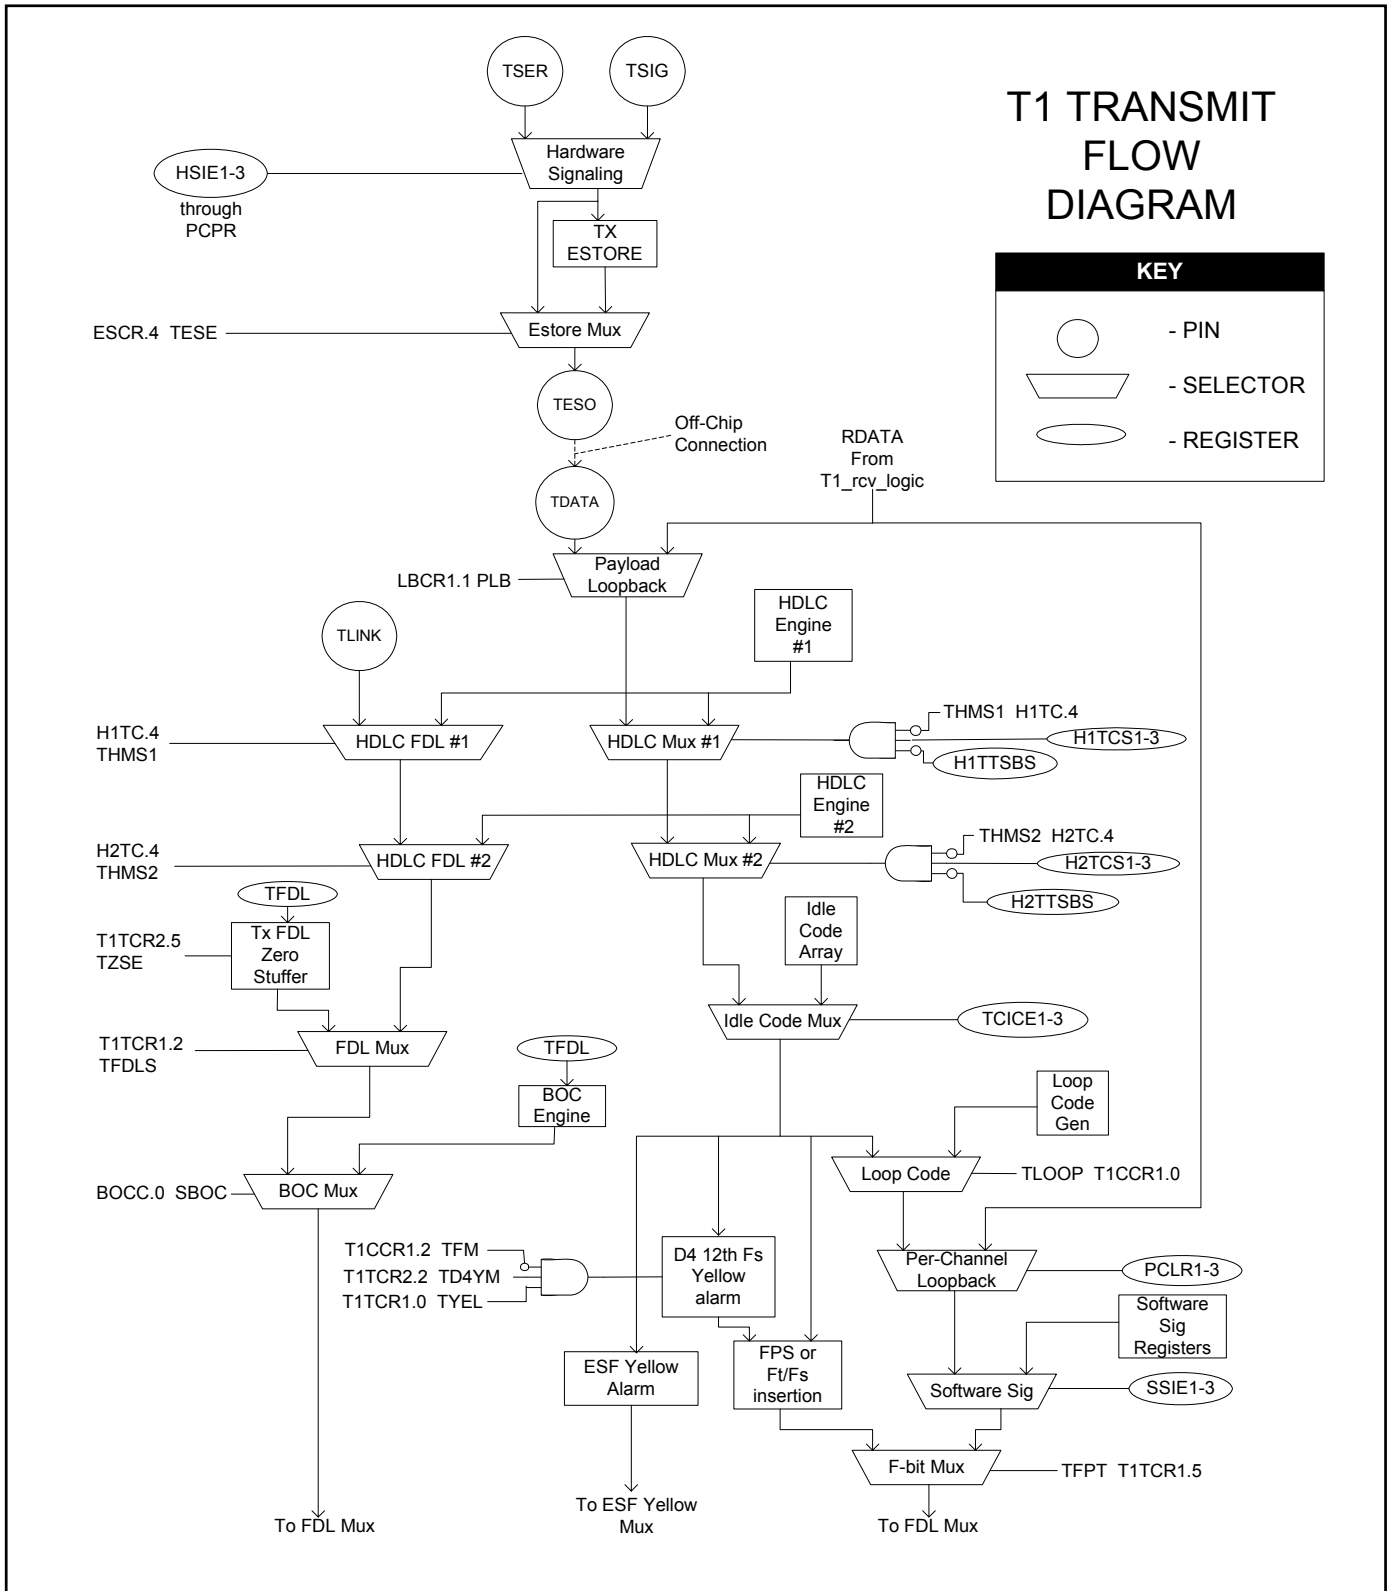 TSER
TSIG
T1 TRANSMIT
FLOW
DIAGRAM
Hardware
Signaling
HSIE1-3
through
PCPR
TX
ESTORE
KEY
- PIN
- SELECTOR
- REGISTER
ESCR.4 TESE
Estore Mux
TESO
Off-Chip
Connection
RDATA
From
T1_rcv_logic
TDATA
LBCR1.1 PLB
Payload
Loopback
HDLC
Engine
#1
TLINK
H1TC.4
THMS1
HDLC FDL #1
HDLC Mux #1
THMS1 H1TC.4
H1TCS1-3
H1TTSBS
HDLC
Engine
#2
H2TC.4
THMS2
HDLC FDL #2
HDLC Mux #2
THMS2 H2TC.4
H2TCS1-3
H2TTSBS
TFDL
T1TCR2.5
TZSE
Tx FDL
Zero
Stuffer
Idle
Code
Array
Idle Code Mux
TCICE1-3
T1TCR1.2
TFDLS
FDL Mux
TFDL
BOC
Engine
Loop
Code
Gen
BOCC.0 SBOC
BOC Mux
Loop Code
TLOOP T1CCR1.0
T1CCR1.2 TFM
T1TCR2.2 TD4YM
T1TCR1.0 TYEL
D4 12th Fs
Yellow
alarm
Per-Channel
Loopback
PCLR1-3
Software
Sig
Registers
ESF Yellow
Alarm
FPS or
Ft/Fs
insertion
Software Sig
SSIE1-3
F-bit Mux
TFPT T1TCR1.5
To FDL Mux
To ESF Yellow
Mux
To FDL Mux